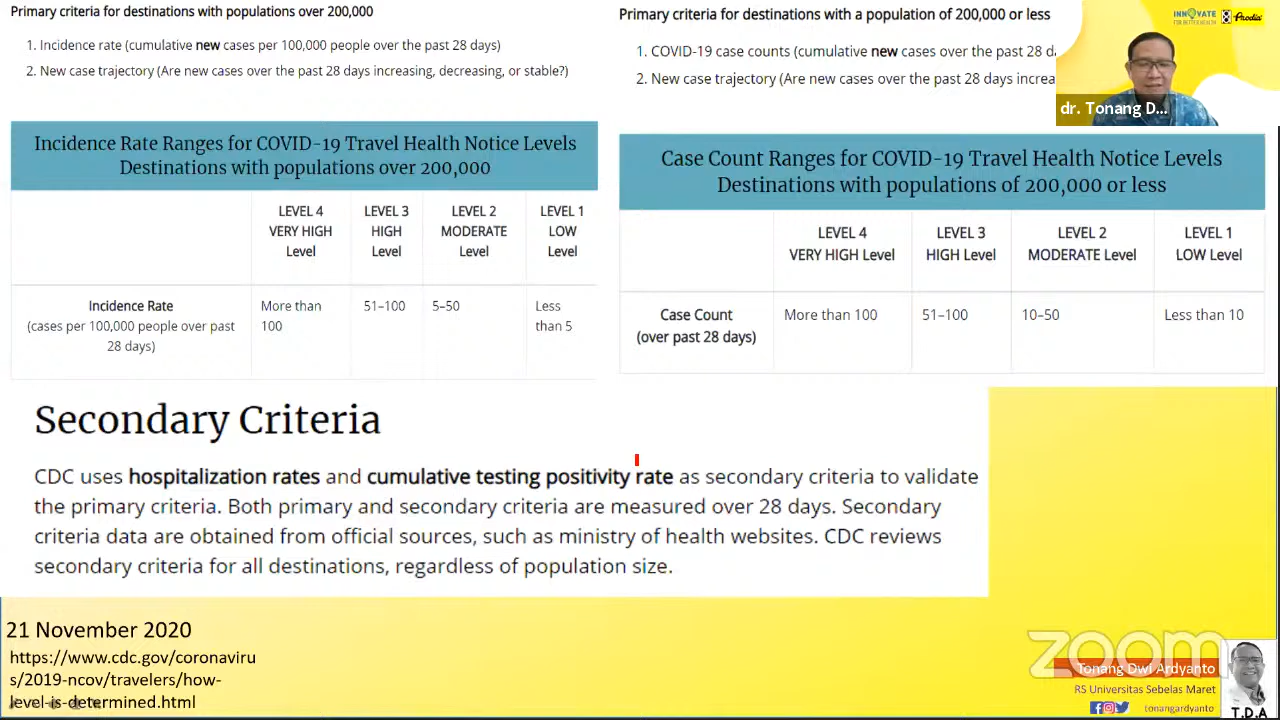 Primary criteria for destinations with populations over 200,000
1. Incidence rate (cumulative new cases per 100,000 people over the past 28 days)
2. New case trajectory (Are new cases over the past 28 days increasing, decreasing, or stable?)
Incidence Rate Ranges for COVID-19 Travel Health Notice Levels
Destinations with populations over 200,000
LEVEL 4 VERY HIGH Level
LEVEL 3 HIGH Level
LEVEL 2 MODERATE Level
LEVEL 1 LOW Level
Incidence Rate
(cases per 100,000 people over past
28 days)
More than 100
51–100
5–50
Less than 5
Primary criteria for destinations with a population of 200,000 or less
1. COVID-19 case counts (cumulative new cases over the past 28 d
2. New case trajectory (Are new cases over the past 28 days increa
INNOVATE
Prodia
dr. Tonang D...
Case Count Ranges for COVID-19 Travel Health Notice Levels
Destinations with populations of 200,000 or less
LEVEL 4 VERY HIGH Level
LEVEL 3 HIGH Level
LEVEL 2 MODERATE Level
LEVEL 1 LOW Level
Case Count
(over past 28 days)
More than 100
51–100
10–50
Less than 10
Secondary Criteria
CDC uses hospitalization rates and cumulative testing positivity rate as secondary criteria to validate
the primary criteria. Both primary and secondary criteria are measured over 28 days. Secondary
criteria data are obtained from official sources, such as ministry of health websites. CDC reviews
secondary criteria for all destinations, regardless of population size.
21 November 2020
https://www.cdc.gov/coronaviru
s/2019-ncov/travelers/how-
level-is-determined.html
zoom
Tonang Dwi Ardyanto
RS Universitas Sebelas Maret
tonangardyanto
T.D.A